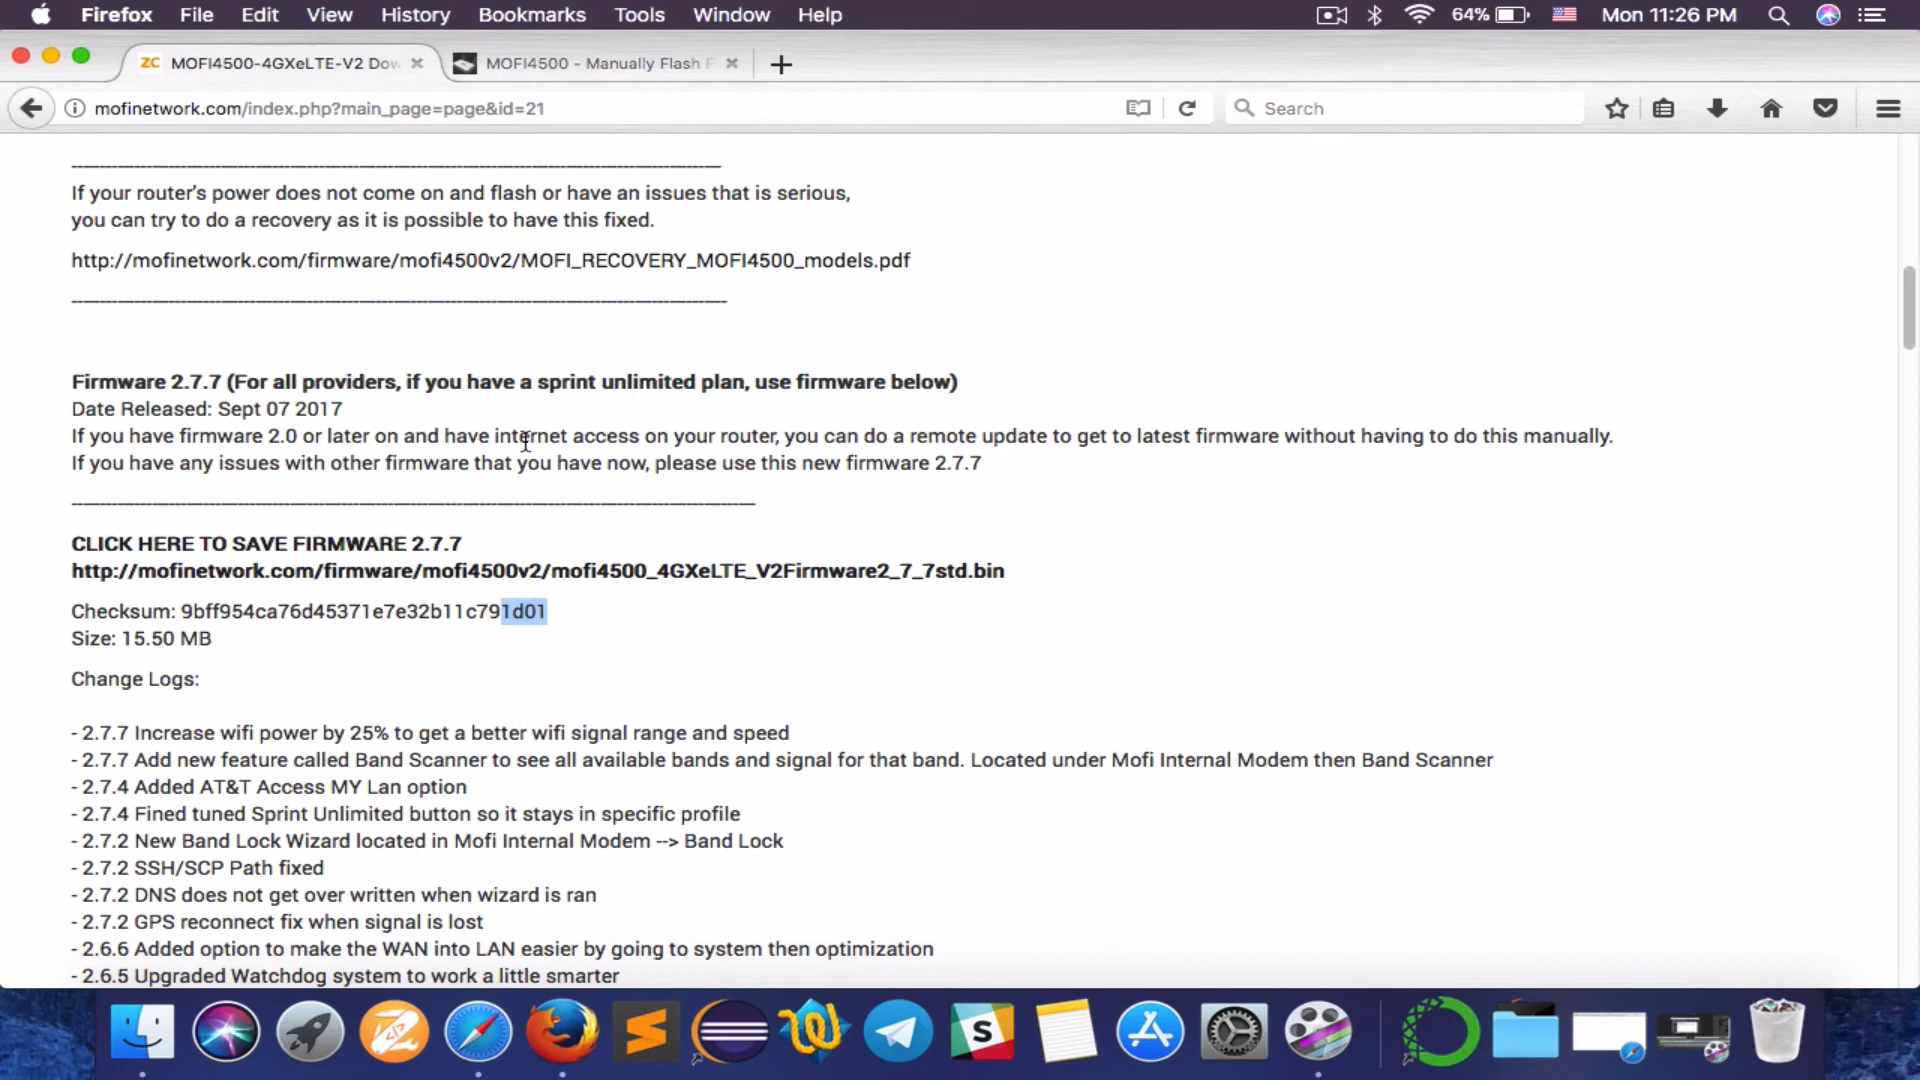 Firefox File Edit View History Bookmarks Tools Window Help 64% Mon 11:26 PM
ZC MOFI4500-4GXeLTE-V2 Dow MOFI4500 - Manually Flash F
mofinetwork.com/index.php?main_page=page&id=21 Search
--------------------------------------------------------------------------------
If your router's power does not come on and flash or have an issues that is serious,
you can try to do a recovery as it is possible to have this fixed.
http://mofinetwork.com/firmware/mofi4500v2/MOFI_RECOVERY_MOFI4500_models.pdf
--------------------------------------------------------------------------------
Firmware 2.7.7 (For all providers, if you have a sprint unlimited plan, use firmware below)
Date Released: Sept 07 2017
If you have firmware 2.0 or later on and have internet access on your router, you can do a remote update to get to latest firmware without having to do this manually.
If you have any issues with other firmware that you have now, please use this new firmware 2.7.7
--------------------------------------------------------------------------------
CLICK HERE TO SAVE FIRMWARE 2.7.7
http://mofinetwork.com/firmware/mofi4500v2/mofi4500_4GXeLTE_V2Firmware2_7_7std.bin
Checksum: 9bff954ca76d45371e7e32b11c791d01
Size: 15.50 MB
Change Logs:
- 2.7.7 Increase wifi power by 25% to get a better wifi signal range and speed
- 2.7.7 Add new feature called Band Scanner to see all available bands and signal for that band. Located under Mofi Internal Modem then Band Scanner
- 2.7.4 Added AT&T Access MY Lan option
- 2.7.4 Fined tuned Sprint Unlimited button so it stays in specific profile
- 2.7.2 New Band Lock Wizard located in Mofi Internal Modem --> Band Lock
- 2.7.2 SSH/SCP Path fixed
- 2.7.2 DNS does not get over written when wizard is ran
- 2.7.2 GPS reconnect fix when signal is lost
- 2.6.6 Added option to make the WAN into LAN easier by going to system then optimization
- 2.6.5 Upgraded Watchdog system to work a little smarter
S S